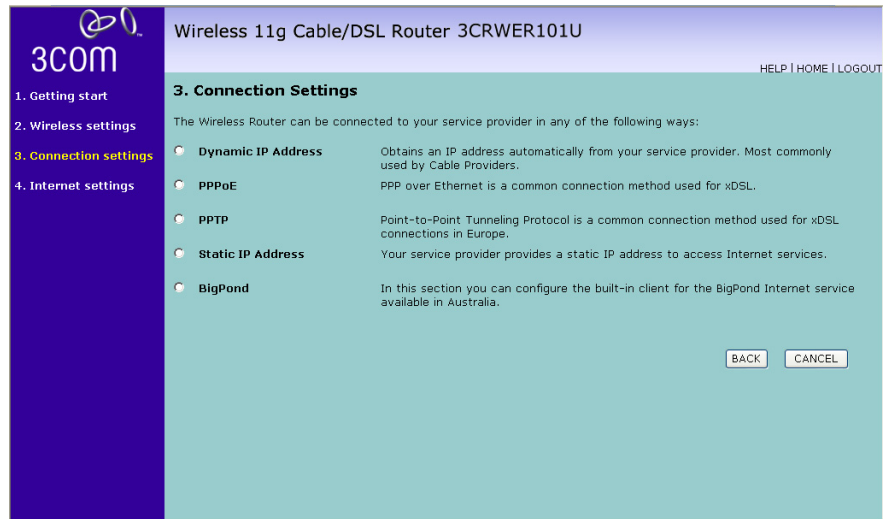 3COM
Wireless 11g Cable/DSL Router 3CRWER101U
HELP | HOME | LOGOUT
1. Getting start
2. Wireless settings
3. Connection settings
4. Internet settings
3. Connection Settings
The Wireless Router can be connected to your service provider in any of the following ways:
Dynamic IP Address
Obtains an IP address automatically from your service provider. Most commonly
used by Cable Providers.
PPPoE
PPP over Ethernet is a common connection method used for xDSL.
PPTP
Point-to-Point Tunneling Protocol is a common connection method used for xDSL
connections in Europe.
Static IP Address
Your service provider provides a static IP address to access Internet services.
BigPond
In this section you can configure the built-in client for the BigPond Internet service
available in Australia.
BACK
CANCEL